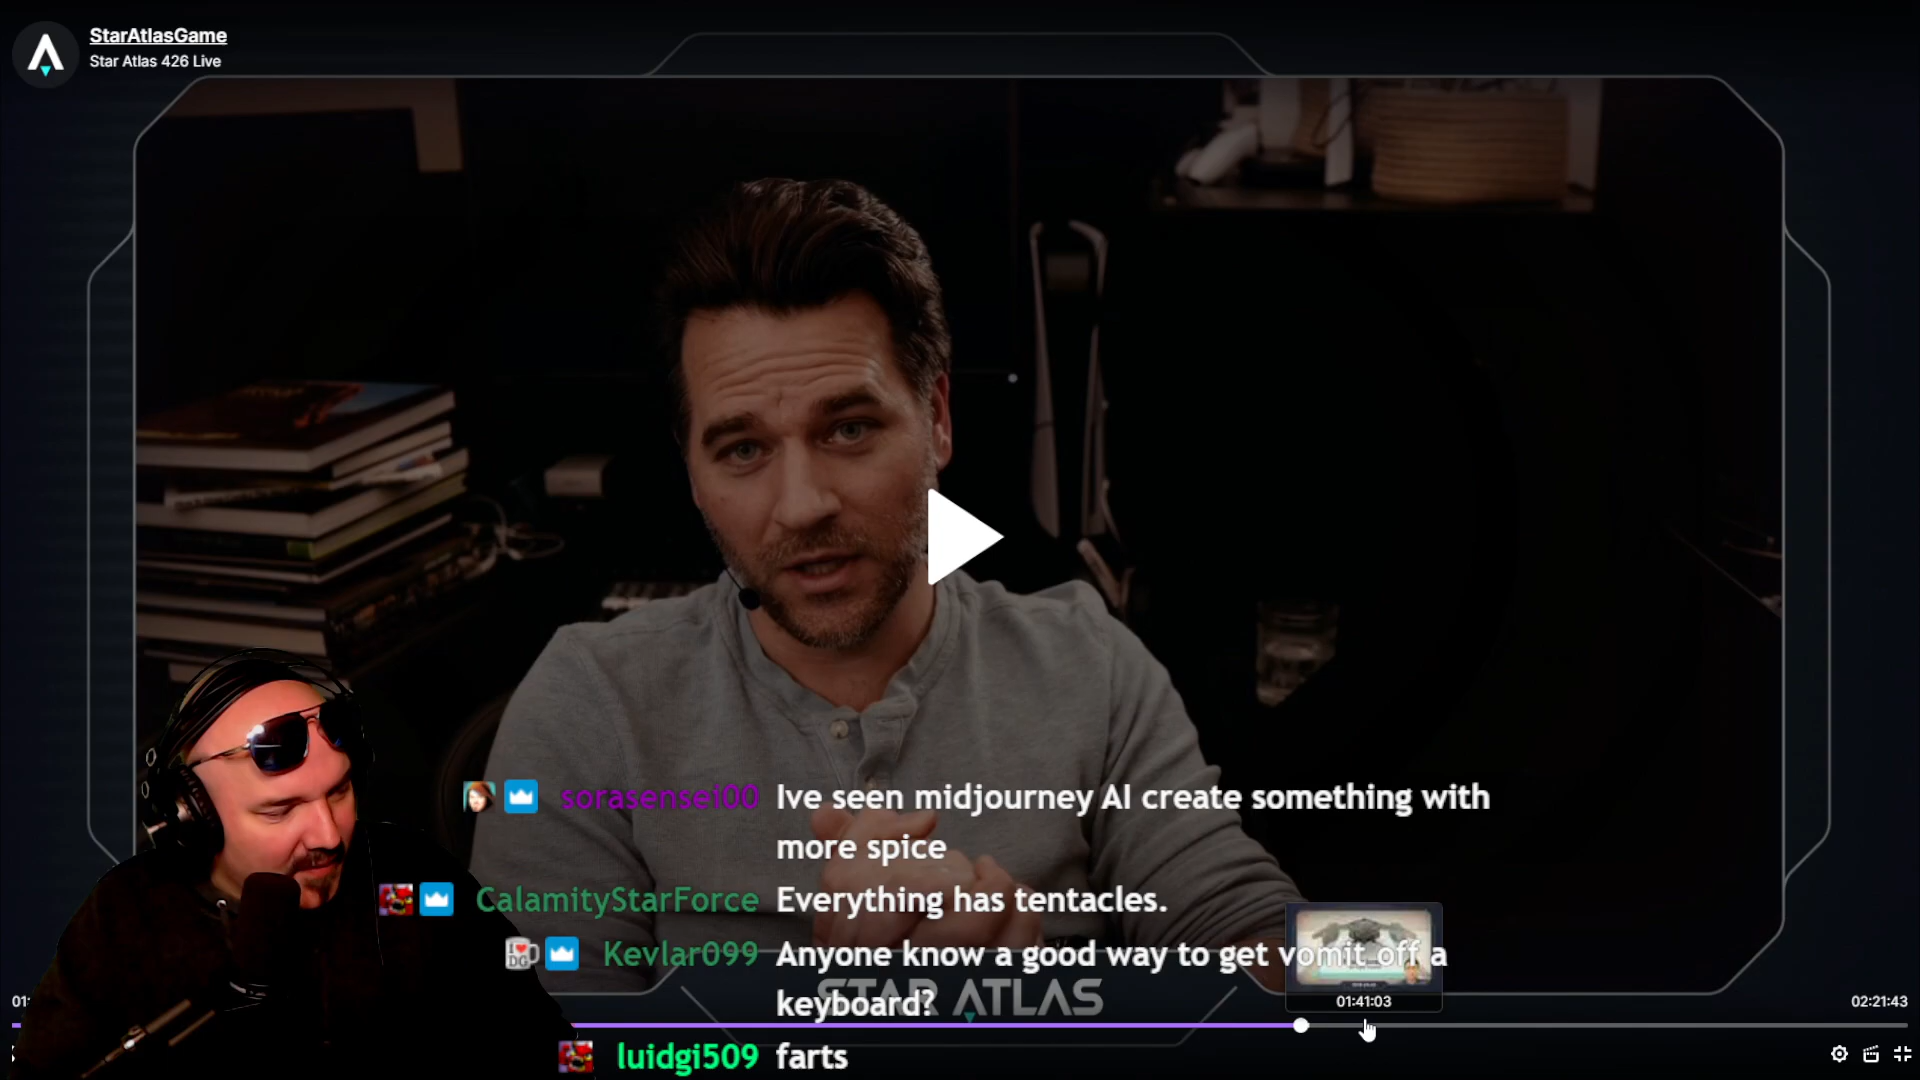 StarAtlasGame
Star Atlas 426 Live
sorasensei00 Ive seen midjourney AI create something with
more spice
CalamityStarForce Everything has tentacles.
I ❤ DG Kevlar099 Anyone know a good way to get vomit off a
keyboard?
STAR ATLAS
01:41:03
02:21:43
luidgi509 farts